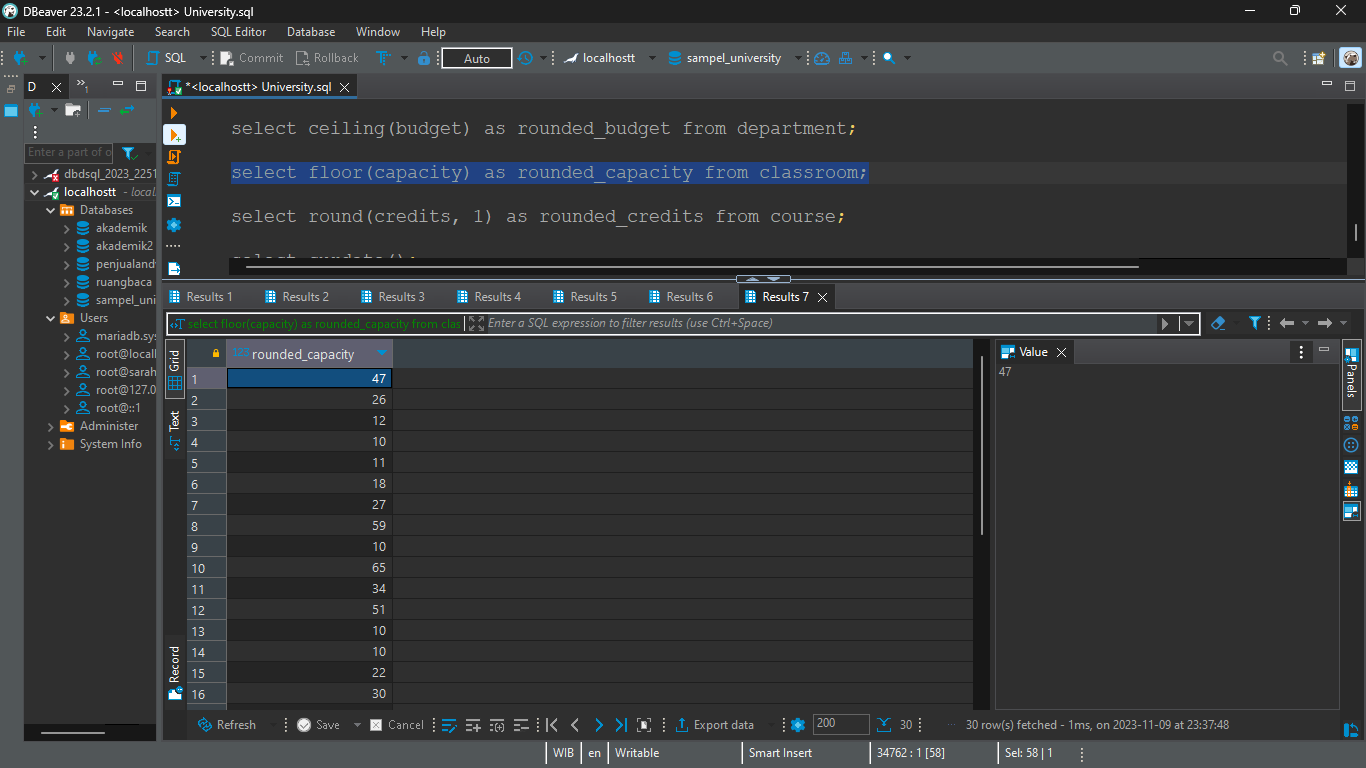 DBeaver 23.2.1 - <localhostt> University.sql
File Edit Navigate Search SQL Editor Database Window Help
SQL Commit Rollback Auto localhostt sampel_university
D »1 *<localhostt> University.sql
Enter a part of o
dbdsql_2023_2251
localhostt - local
Databases
akademik
akademik2
penjualand
ruangbaca
sampel_uni
Users
mariadb.sy
root@locall
root@sarah
root@127.0
root@::1
Administer
System Info
select ceiling(budget) as rounded_budget from department;
select floor(capacity) as rounded_capacity from classroom;
select round(credits, 1) as rounded_credits from course;
Results 1 Results 2 Results 3 Results 4 Results 5 Results 6 Results 7
select floor(capacity) as rounded_capacity from clas Enter a SQL expression to filter results (use Ctrl+Space)
Grid
Text
Record
123 rounded_capacity
1 47
2 26
3 12
4 10
5 11
6 18
7 27
8 59
9 10
10 65
11 34
12 51
13 10
14 10
15 22
16 30
Value
47
Panels
Refresh Save Cancel Export data 200 30 ... 30 row(s) fetched - 1ms, on 2023-11-09 at 23:37:48
WIB en Writable Smart Insert 34762 : 1 [58] Sel: 58 | 1